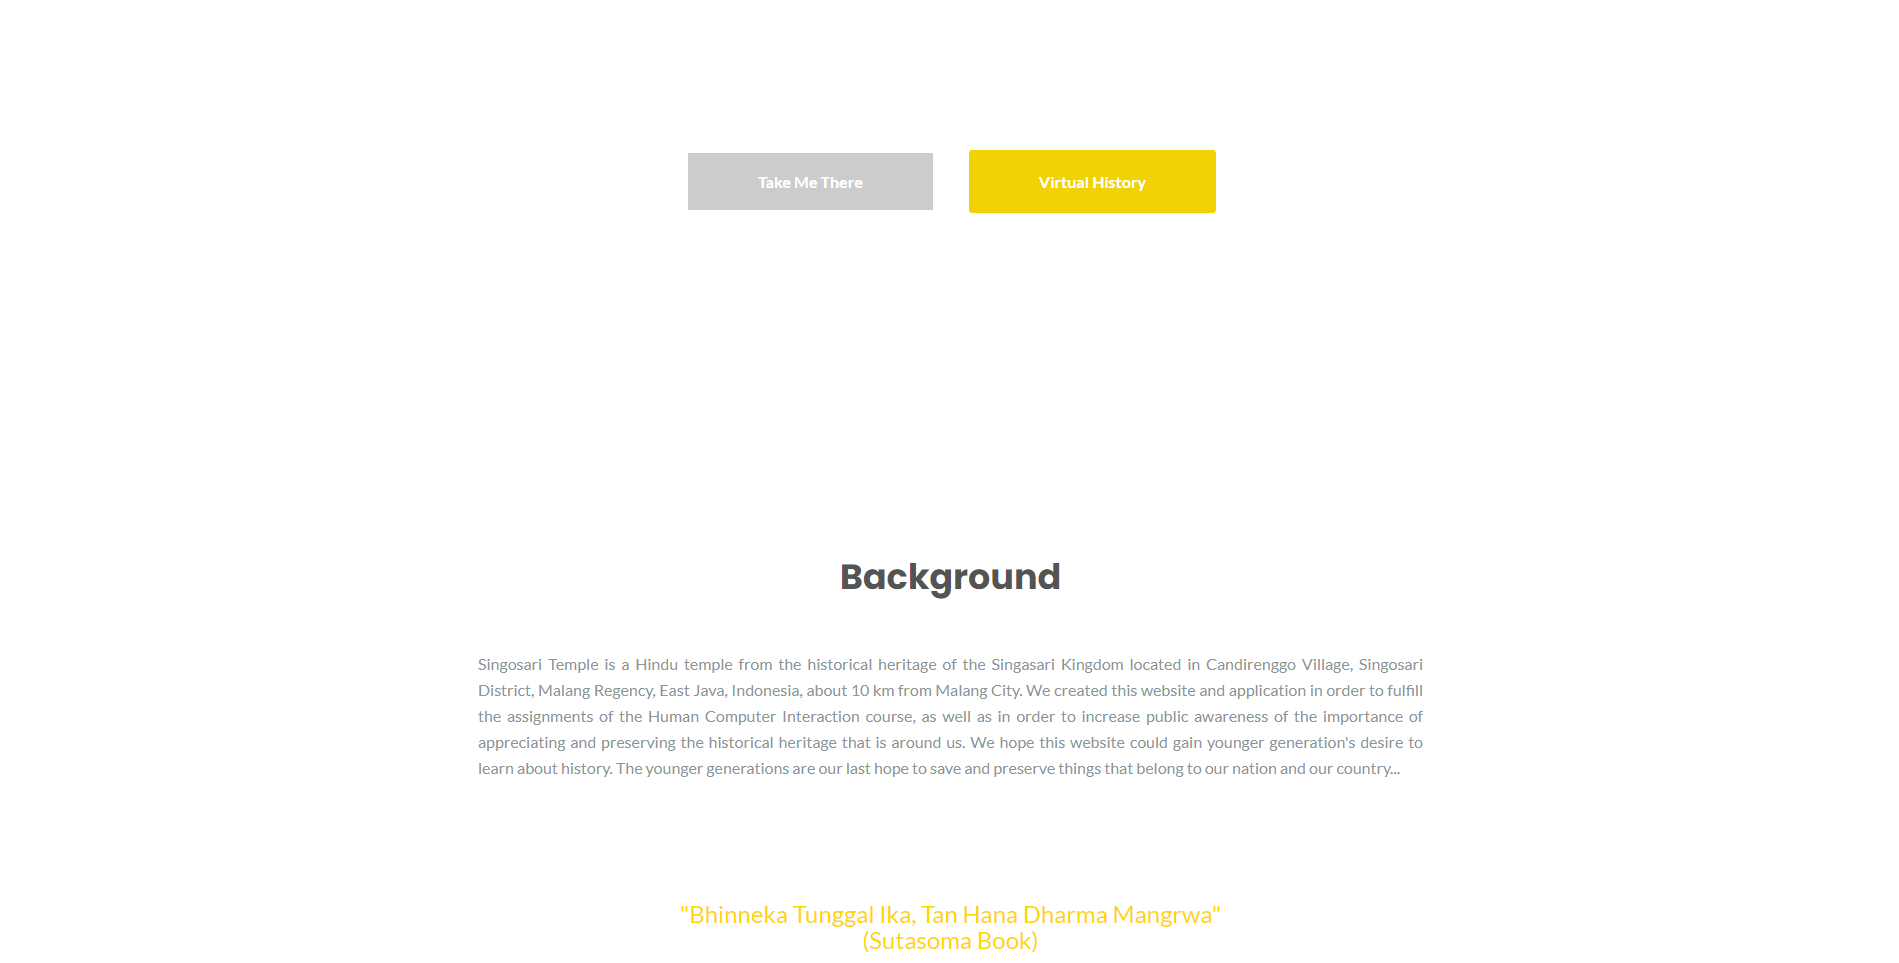 Take Me There
Virtual History
Background
Singosari Temple is a Hindu temple from the historical heritage of the Singasari Kingdom located in Candirenggo Village, Singosari
District, Malang Regency, East Java, Indonesia, about 10 km from Malang City. We created this website and application in order to fulfill
the assignments of the Human Computer Interaction course, as well as in order to increase public awareness of the importance of
appreciating and preserving the historical heritage that is around us. We hope this website could gain younger generation's desire to
learn about history. The younger generations are our last hope to save and preserve things that belong to our nation and our country...
"Bhinneka Tunggal Ika, Tan Hana Dharma Mangrwa"
(Sutasoma Book)